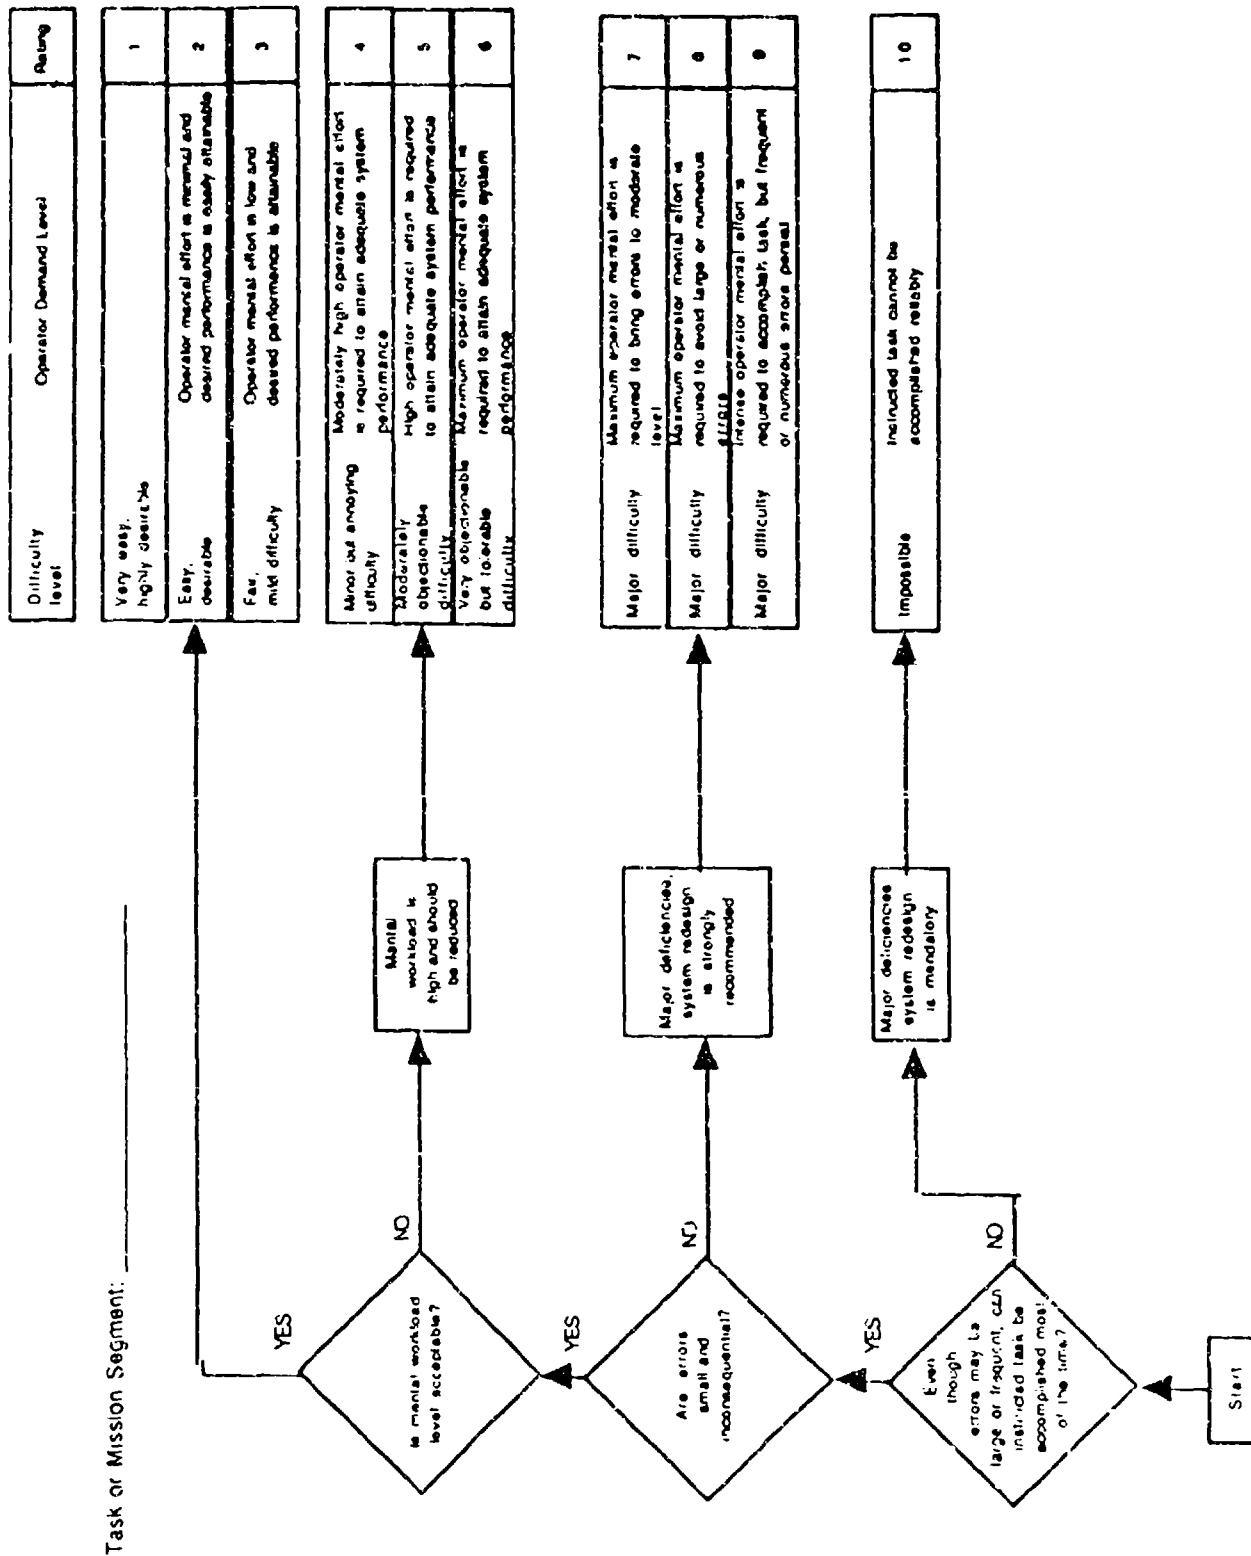 Task or Mission Segment:
Difficulty
level
Operator Demand Level
Rating
Very easy,
highly desirable
1
Easy,
desirable
Operator mental effort is minimal and
desired performance is easily attainable
2
Fair,
mild difficulty
Operator mental effort is low and
desired performance is attainable
3
Minor but annoying
difficulty
Moderately high operator mental effort
is required to attain adequate system
performance
4
Moderately
objectionable
difficulty
High operator mental effort is required
to attain adequate system performance
5
Very objectionable
but tolerable
difficulty
Maximum operator mental effort is
required to attain adequate system
performance
6
Major difficulty
Maximum operator mental effort is
required to bring errors to moderate
level
7
Major difficulty
Maximum operator mental effort is
required to avoid large or numerous
errors
8
Major difficulty
Intense operator mental effort is
required to accomplish task, but frequent
or numerous errors persist
9
Impossible
Instructed task cannot be
accomplished reliably
10
YES
Is mental workload
level acceptable?
NO
Mental
workload is
high and should
be reduced
YES
Are errors
small and
inconsequential?
NO
Major deficiencies,
system redesign
is strongly
recommended
YES
Even
though
errors may be
large or frequent, can
instructed task be
accomplished most
of the time?
NO
Major deficiencies
system redesign
is mandatory
Start